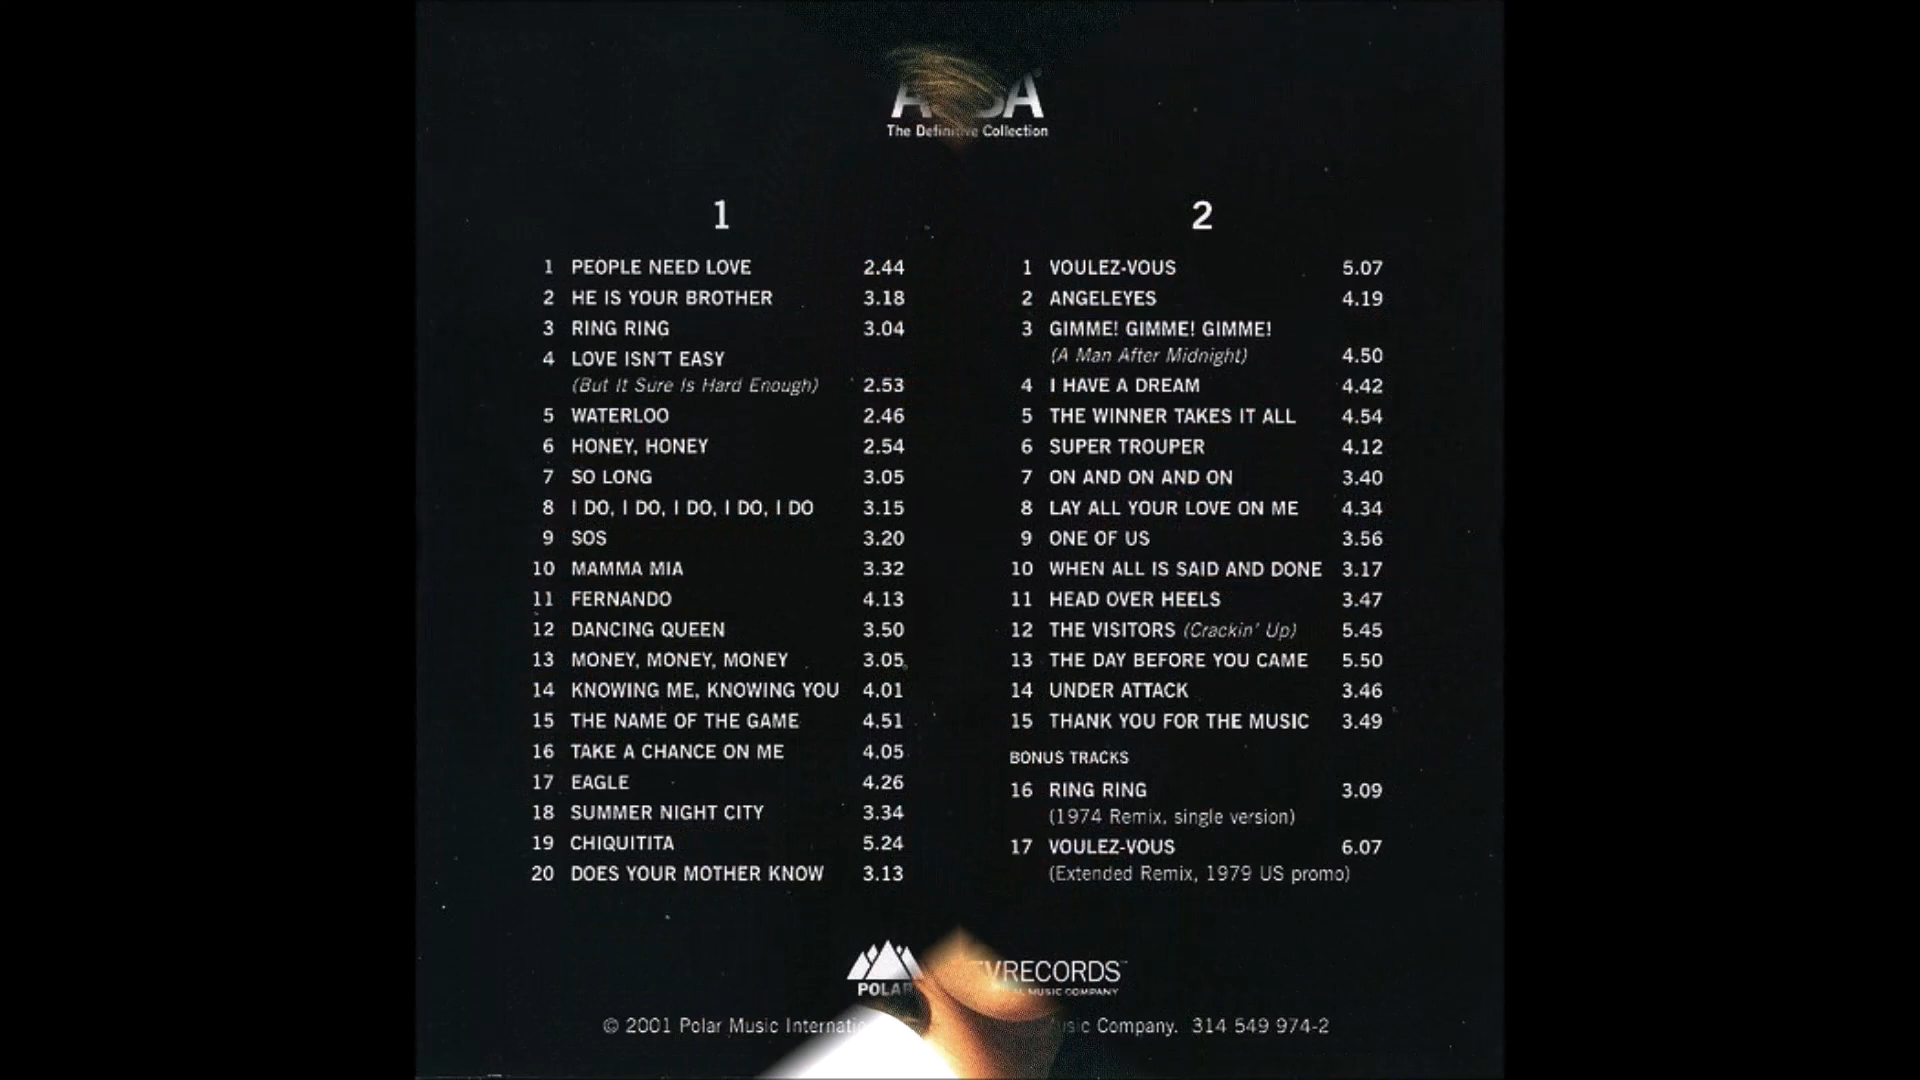 The Definitive Collection
1
1 PEOPLE NEED LOVE 2.44
2 HE IS YOUR BROTHER 3.18
3 RING RING 3.04
4 LOVE ISN'T EASY
(But It Sure Is Hard Enough) 2.53
5 WATERLOO 2.46
6 HONEY, HONEY 2.54
7 SO LONG 3.05
8 I DO, I DO, I DO, I DO, I DO 3.15
9 SOS 3.20
10 MAMMA MIA 3.32
11 FERNANDO 4.13
12 DANCING QUEEN 3.50
13 MONEY, MONEY, MONEY 3.05
14 KNOWING ME, KNOWING YOU 4.01
15 THE NAME OF THE GAME 4.51
16 TAKE A CHANCE ON ME 4.05
17 EAGLE 4.26
18 SUMMER NIGHT CITY 3.34
19 CHIQUITITA 5.24
20 DOES YOUR MOTHER KNOW 3.13
2
1 VOULEZ-VOUS 5.07
2 ANGELEYES 4.19
3 GIMME! GIMME! GIMME!
(A Man After Midnight) 4.50
4 I HAVE A DREAM 4.42
5 THE WINNER TAKES IT ALL 4.54
6 SUPER TROUPER 4.12
7 ON AND ON AND ON 3.40
8 LAY ALL YOUR LOVE ON ME 4.34
9 ONE OF US 3.56
10 WHEN ALL IS SAID AND DONE 3.17
11 HEAD OVER HEELS 3.47
12 THE VISITORS (Crackin' Up) 5.45
13 THE DAY BEFORE YOU CAME 5.50
14 UNDER ATTACK 3.46
15 THANK YOU FOR THE MUSIC 3.49
BONUS TRACKS
16 RING RING 3.09
(1974 Remix, single version)
17 VOULEZ-VOUS 6.07
(Extended Remix, 1979 US promo)
POLAR
RECORDS™
MUSIC COMPANY
© 2001 Polar Music Company. 314 549 974-2